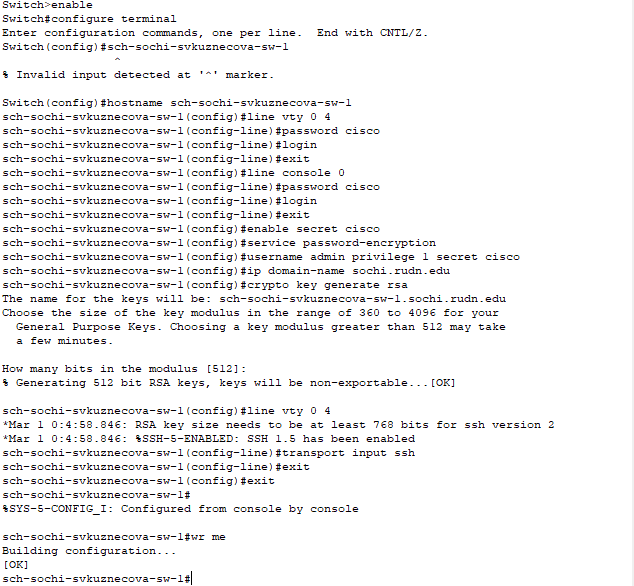 Switch>enable
Switch#configure terminal
Enter configuration commands, one per line.  End with CNTL/Z.
Switch(config)#sch-sochi-svkuznecova-sw-1
                 ^
% Invalid input detected at '^' marker.

Switch(config)#hostname sch-sochi-svkuznecova-sw-1
sch-sochi-svkuznecova-sw-1(config)#line vty 0 4
sch-sochi-svkuznecova-sw-1(config-line)#password cisco
sch-sochi-svkuznecova-sw-1(config-line)#login
sch-sochi-svkuznecova-sw-1(config-line)#exit
sch-sochi-svkuznecova-sw-1(config)#line console 0
sch-sochi-svkuznecova-sw-1(config-line)#password cisco
sch-sochi-svkuznecova-sw-1(config-line)#login
sch-sochi-svkuznecova-sw-1(config-line)#exit
sch-sochi-svkuznecova-sw-1(config)#enable secret cisco
sch-sochi-svkuznecova-sw-1(config)#service password-encryption
sch-sochi-svkuznecova-sw-1(config)#username admin privilege 1 secret cisco
sch-sochi-svkuznecova-sw-1(config)#ip domain-name sochi.rudn.edu
sch-sochi-svkuznecova-sw-1(config)#crypto key generate rsa
The name for the keys will be: sch-sochi-svkuznecova-sw-1.sochi.rudn.edu
Choose the size of the key modulus in the range of 360 to 4096 for your
  General Purpose Keys. Choosing a key modulus greater than 512 may take
  a few minutes.

How many bits in the modulus [512]:
% Generating 512 bit RSA keys, keys will be non-exportable...[OK]

sch-sochi-svkuznecova-sw-1(config)#line vty 0 4
*Mar 1 0:4:58.846: RSA key size needs to be at least 768 bits for ssh version 2
*Mar 1 0:4:58.846: %SSH-5-ENABLED: SSH 1.5 has been enabled
sch-sochi-svkuznecova-sw-1(config-line)#transport input ssh
sch-sochi-svkuznecova-sw-1(config-line)#exit
sch-sochi-svkuznecova-sw-1(config)#exit
sch-sochi-svkuznecova-sw-1#
%SYS-5-CONFIG_I: Configured from console by console

sch-sochi-svkuznecova-sw-1#wr me
Building configuration...
[OK]
sch-sochi-svkuznecova-sw-1#